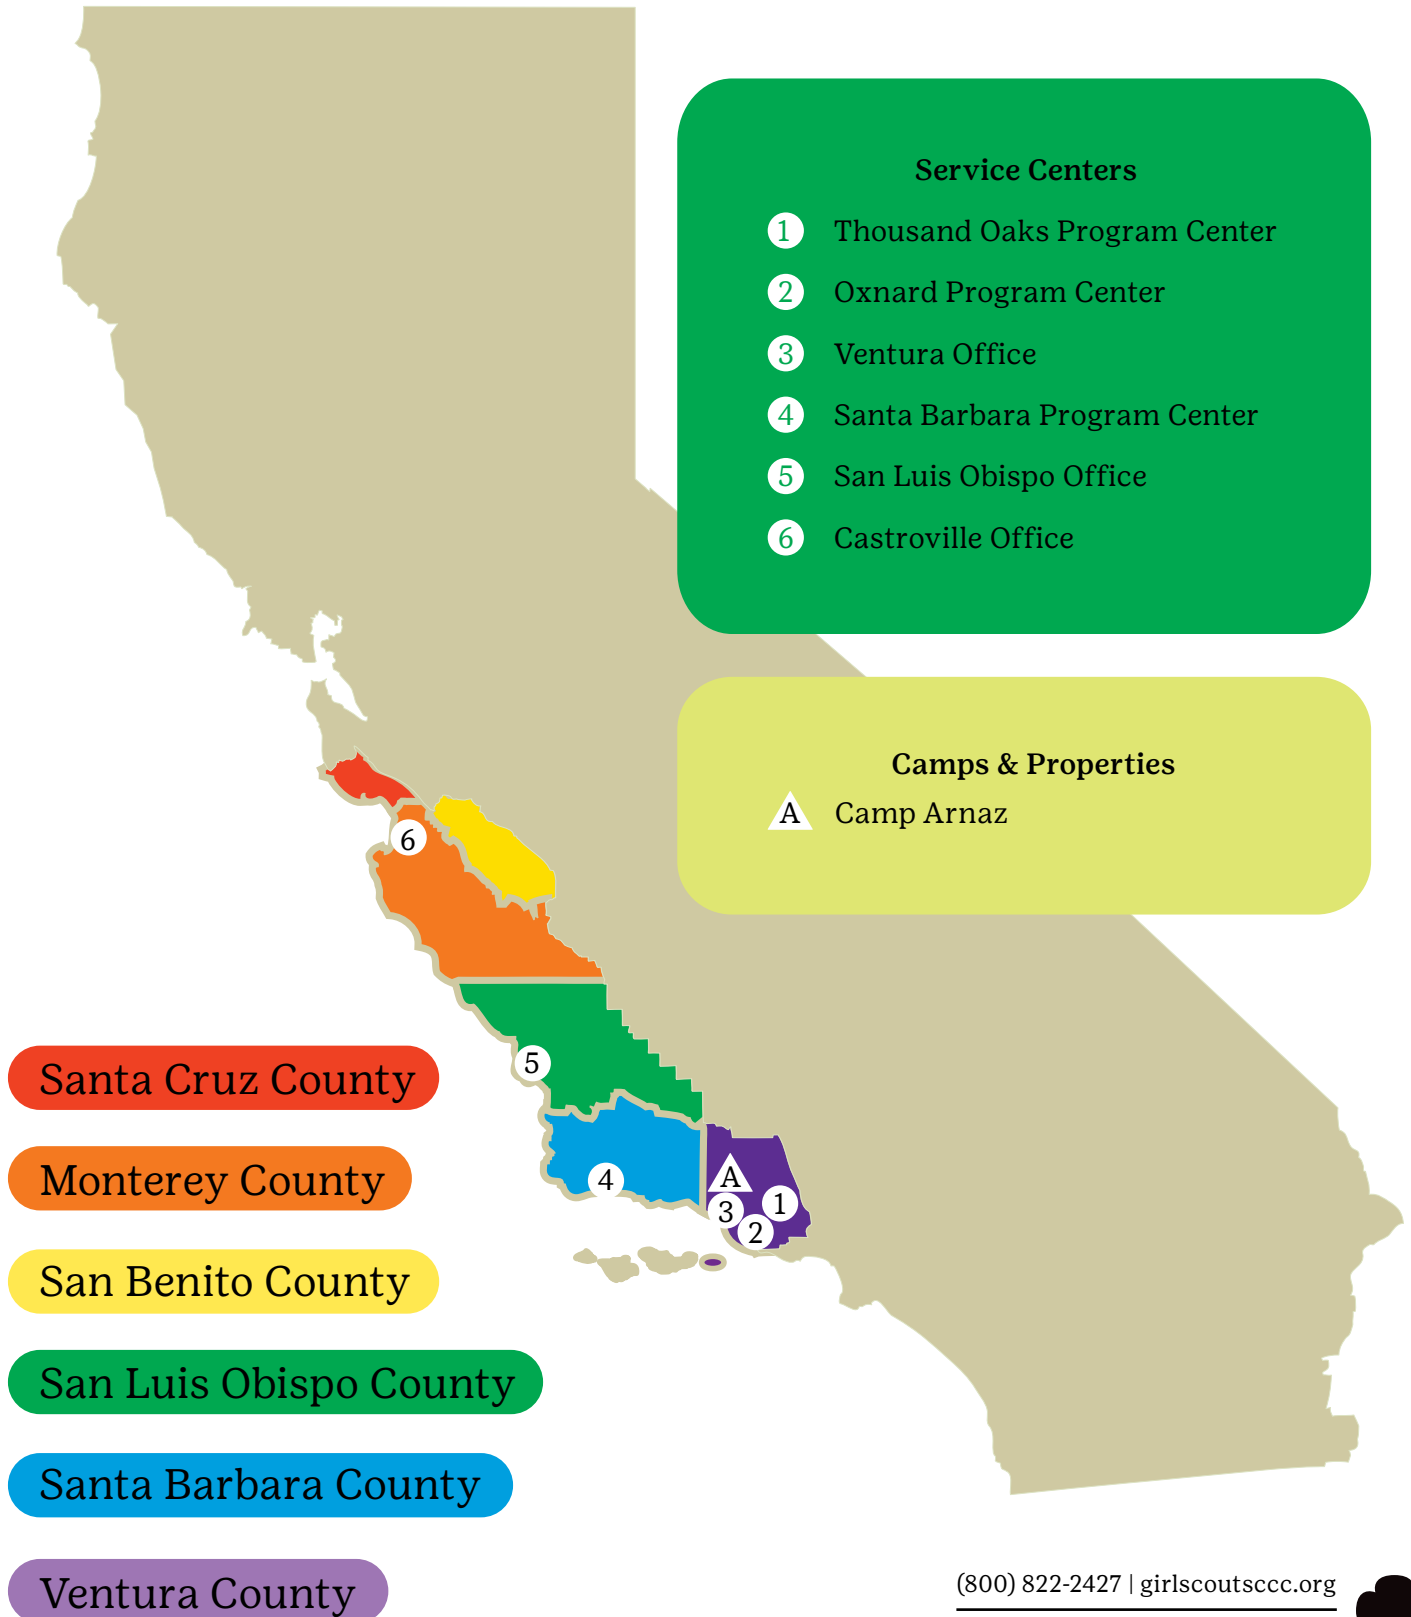 Service Centers
1 Thousand Oaks Program Center
2 Oxnard Program Center
3 Ventura Office
4 Santa Barbara Program Center
5 San Luis Obispo Office
6 Castroville Office
Camps & Properties
A Camp Arnaz
6
5
4
A
3
1
2
Santa Cruz County
Monterey County
San Benito County
San Luis Obispo County
Santa Barbara County
Ventura County
(800) 822-2427 | girlscoutsccc.org